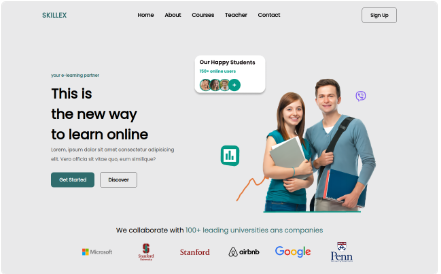 SKILLEX
Home About Courses Teacher Contact
Sign Up
Our Happy Students
100+ online users
+
your e-learning partner
This is
the new way
to learn online
Lorem, ipsum dolor sit amet consectetur adipisicing
elit. Vero officia sit vitae quo, eum similique?
Get Started Discover
We collaborate with 100+ leading universities ans companies
Microsoft
Stanford
University
Stanford
airbnb
Google
Penn